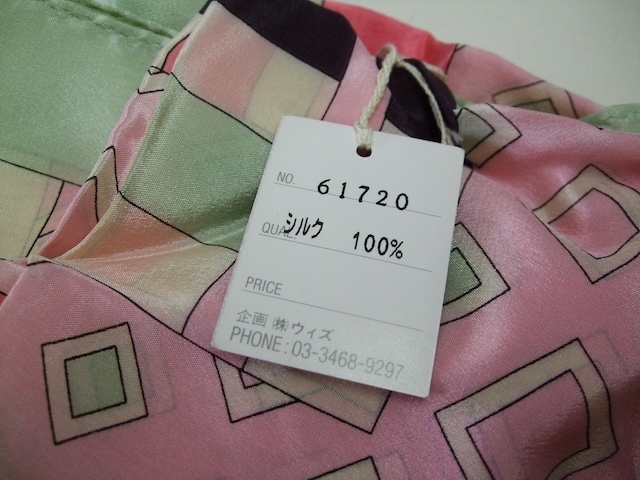 NO. 61720
QUAL. シルク 100%
PRICE
企画 ㈱ウィズ
PHONE:03-3468-9297